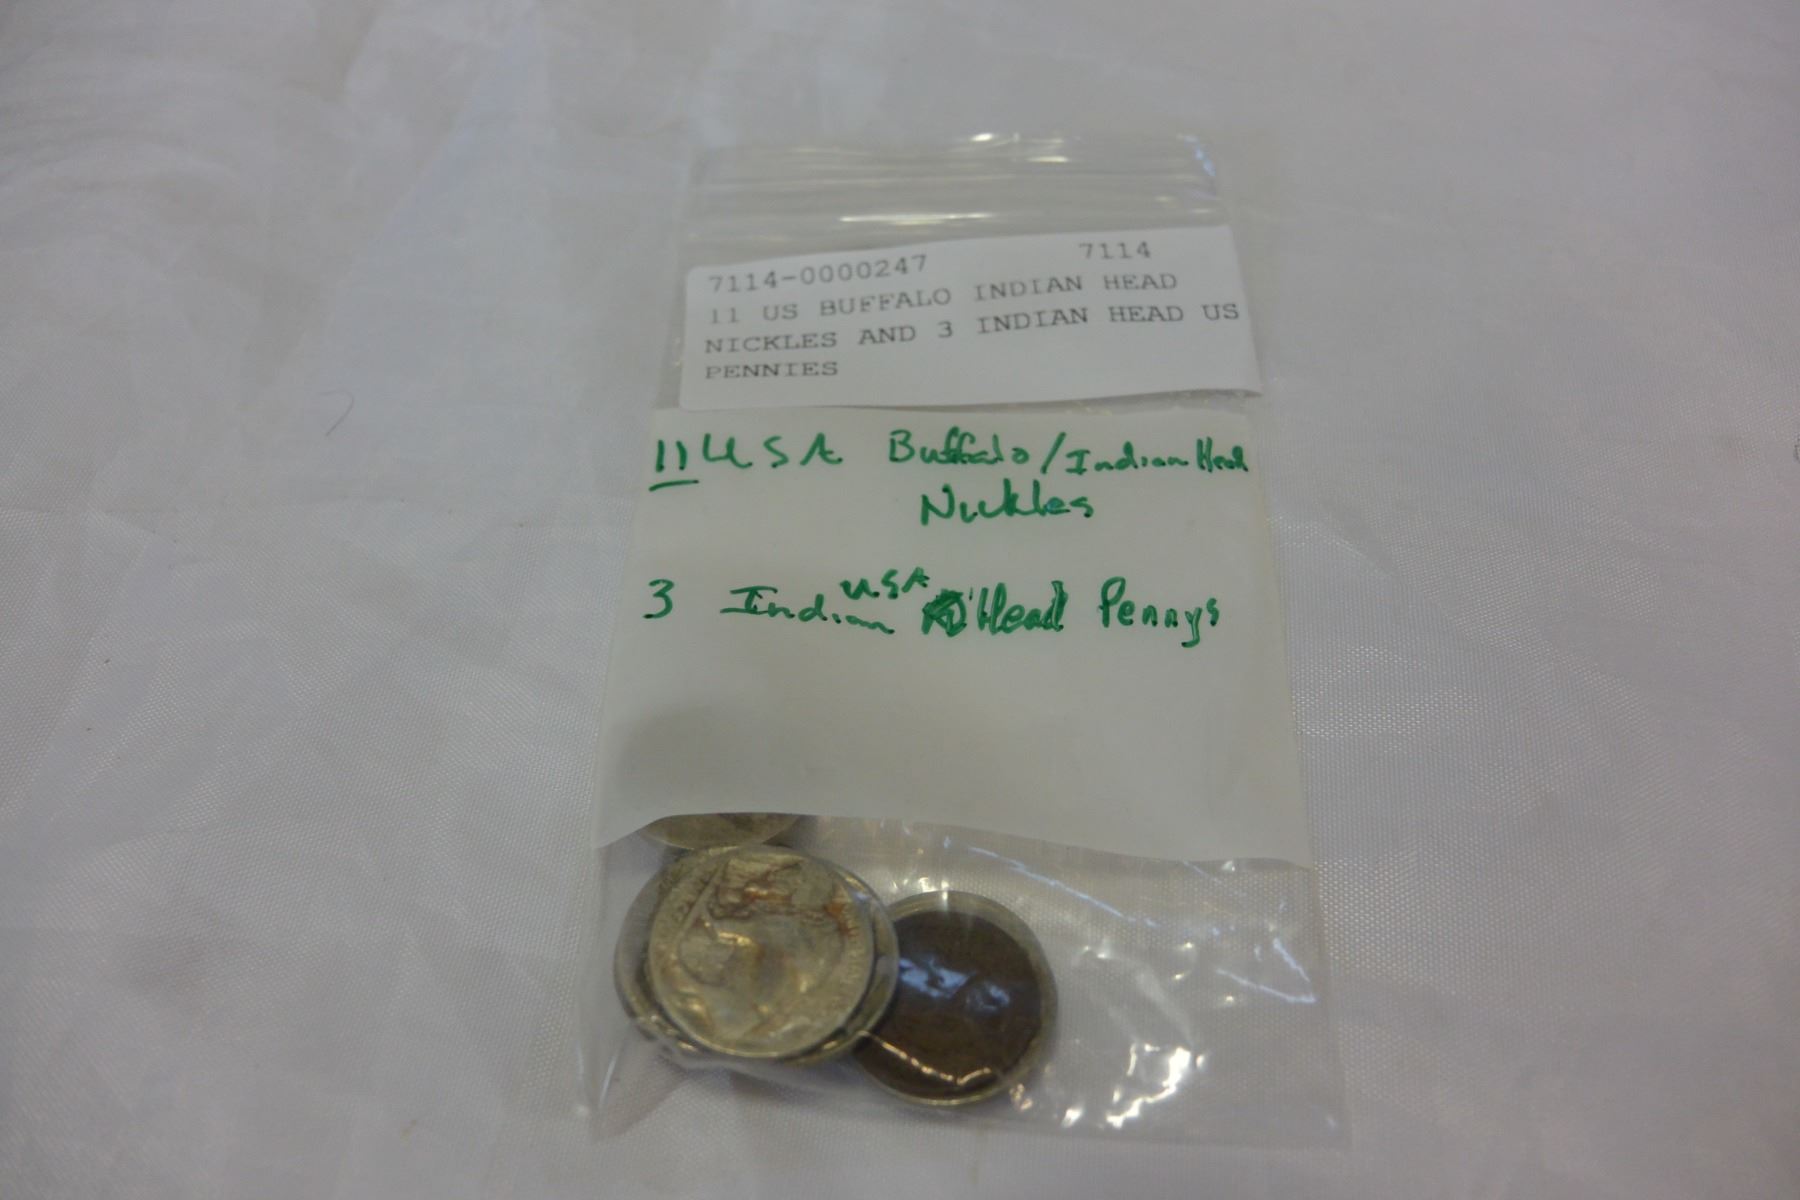 7114-0000247 7114
11 US BUFFALO INDIAN HEAD
NICKLES AND 3 INDIAN HEAD US
PENNIES
11 USA Buffalo/Indian Head
Nickles
3 Indian USA Head Pennys